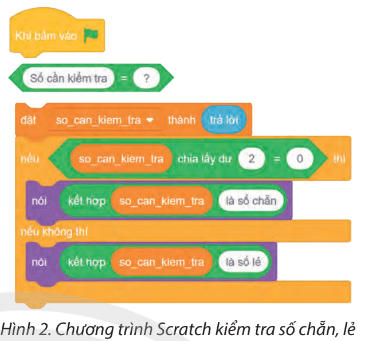 Khi bấm vào
Số cần kiểm tra = ?
đặt so_can_kiem_tra thành trả lời
nếu so_can_kiem_tra chia lấy dư 2 = 0 thì
nói kết hợp so_can_kiem_tra là số chẵn
nếu không thì
nói kết hợp so_can_kiem_tra là số lẻ
Hình 2. Chương trình Scratch kiểm tra số chẵn, lẻ